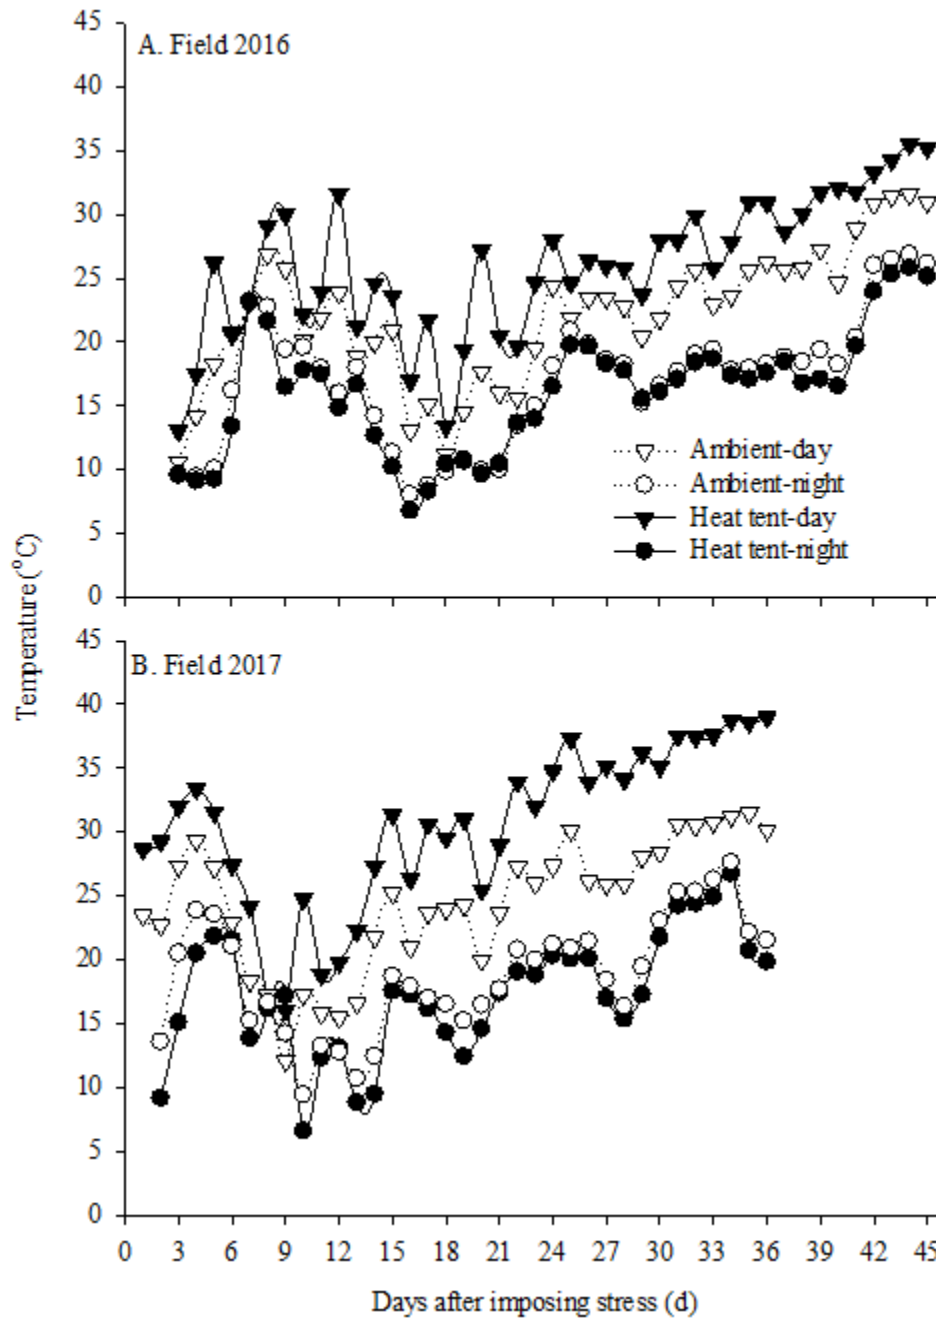 A. Field 2016
45
40
35
30
25
20
15
10
5
0
Ambient-day
Ambient-night
Heat tent-day
Heat tent-night
Temperature (°C)
B. Field 2017
45
40
35
30
25
20
15
10
5
0
0 3 6 9 12 15 18 21 24 27 30 33 36 39 42 45
Days after imposing stress (d)